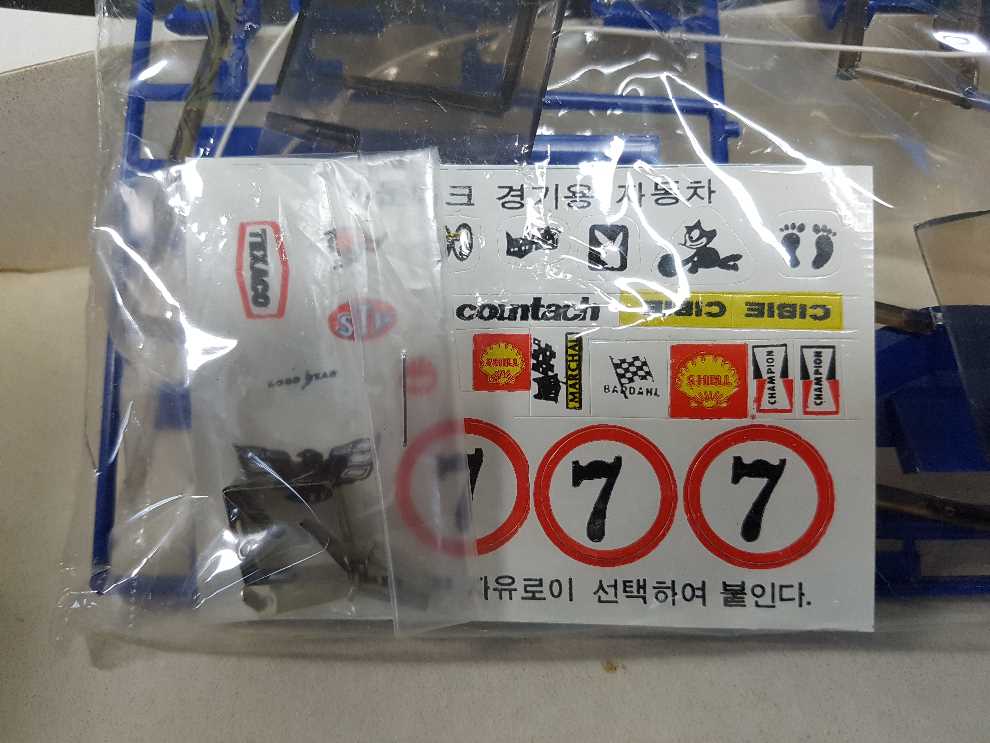 크 경기용 자동차
TEXACO
STP
countach
CIBIE CIBIE
GOOD YEAR
SHELL
MARCHAL
BARDAHL
SHELL
CHAMPION
CHAMPION
7
7
7
자유로이 선택하여 붙인다.